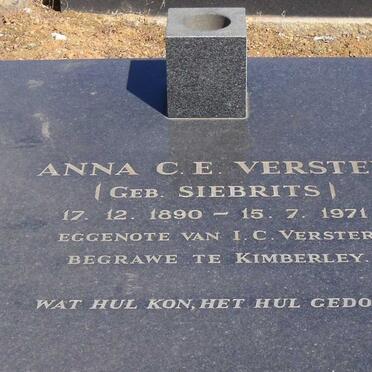 ANNA C.E. VERSTE
(GEB. SIEBRITS)
17. 12. 1890 – 15. 7. 1971
EGGENOTE VAN I.C. VERSTER
BEGRAWE TE KIMBERLEY.
WAT HUL KON, HET HUL GEDO